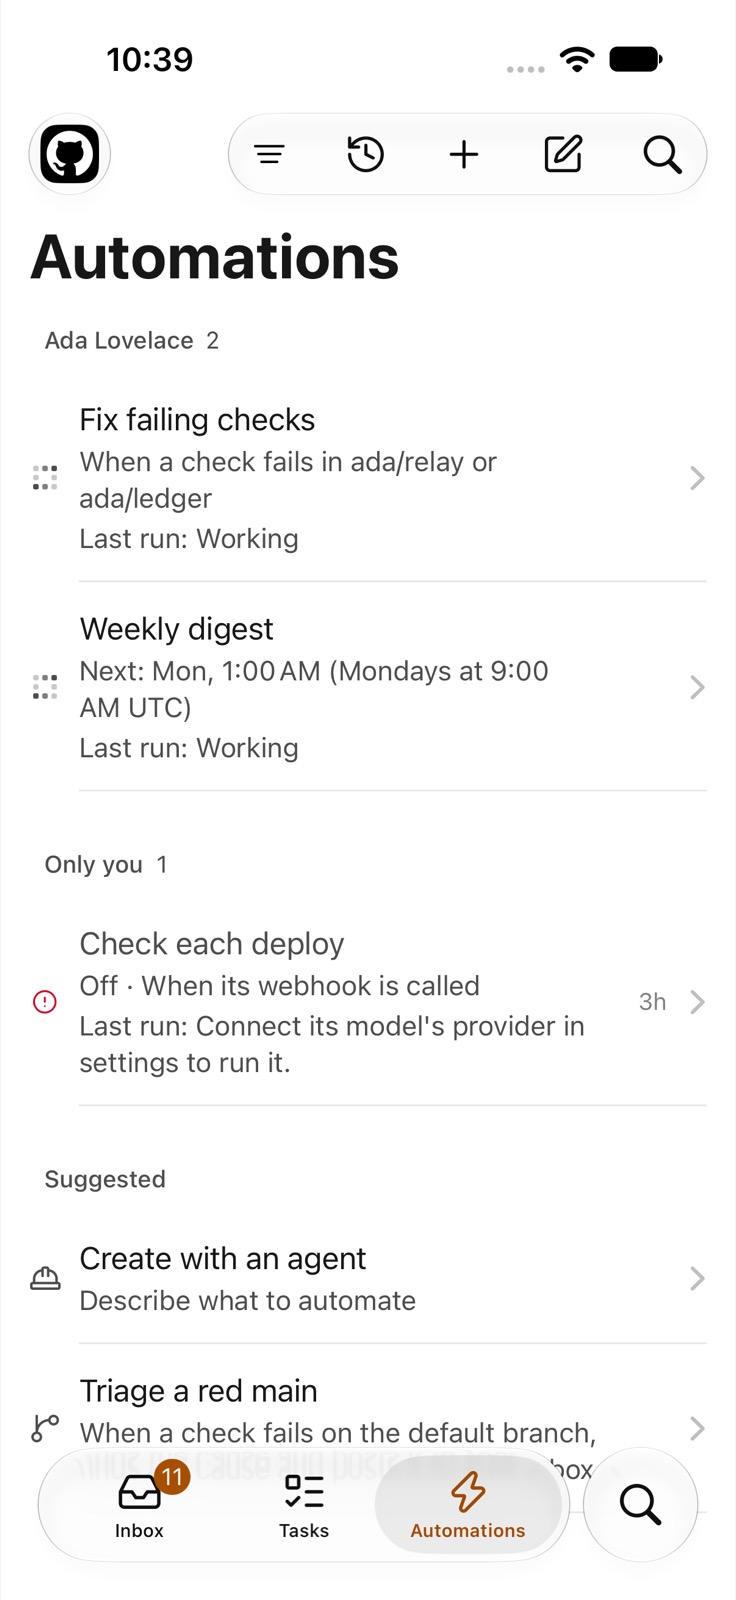 10:39
Automations
Ada Lovelace 2
Fix failing checks
When a check fails in ada/relay or
ada/ledger
Last run: Working
Weekly digest
Next: Mon, 1:00 AM (Mondays at 9:00
AM UTC)
Last run: Working
Only you 1
Check each deploy
Off · When its webhook is called
3h
Last run: Connect its model's provider in
settings to run it.
Suggested
Create with an agent
Describe what to automate
Triage a red main
When a check fails on the default branch,
11
Inbox
Tasks
Automations